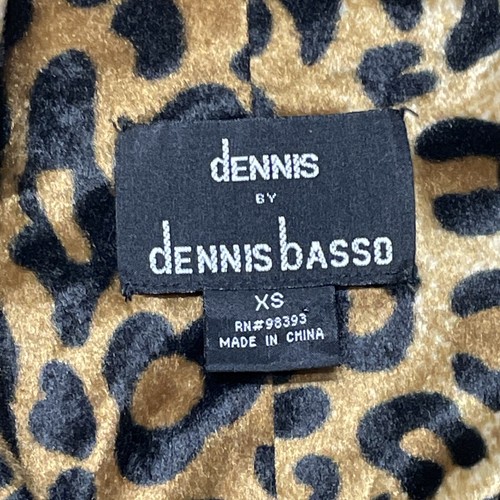 dENNIS
BY
dENNIS bASSO
XS
RN#98393
MADE IN CHINA